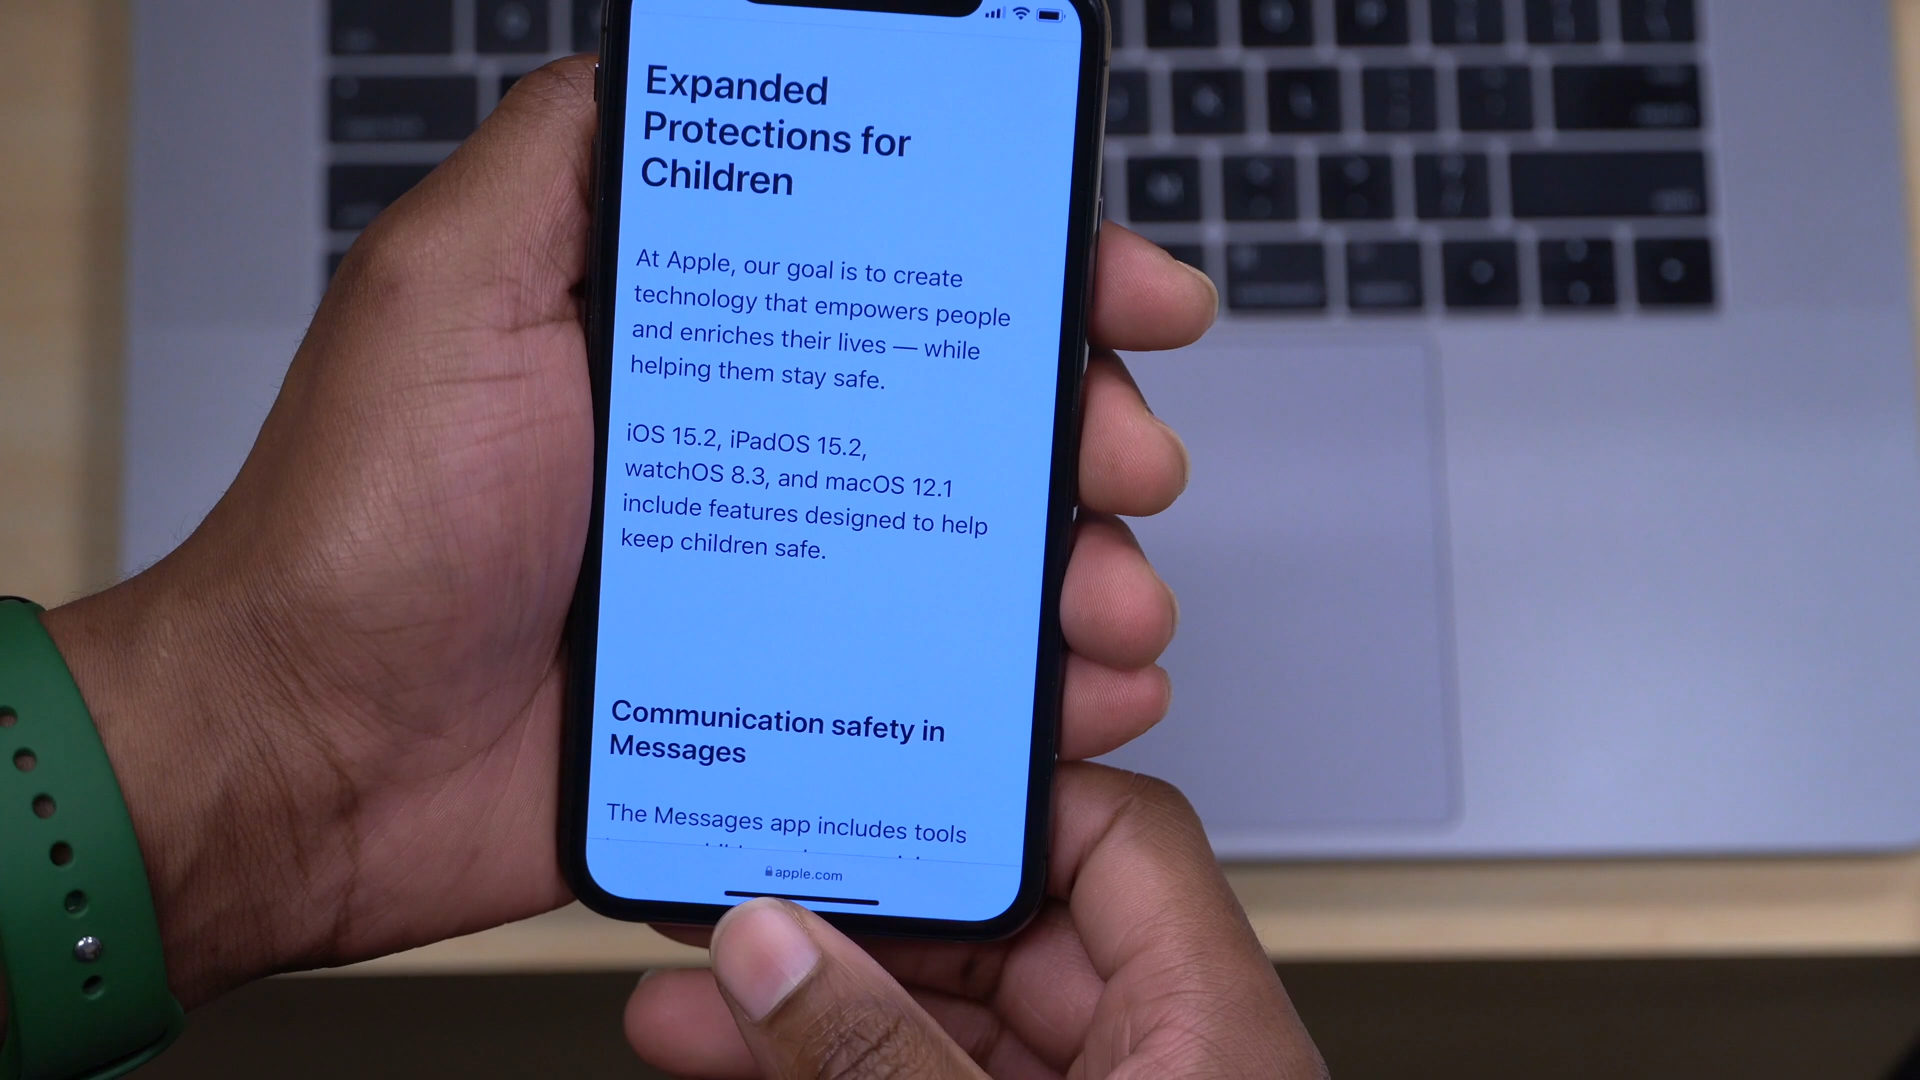 Expanded
Protections for
Children
At Apple, our goal is to create
technology that empowers people
and enriches their lives — while
helping them stay safe.
iOS 15.2, iPadOS 15.2,
watchOS 8.3, and macOS 12.1
include features designed to help
keep children safe.
Communication safety in
Messages
The Messages app includes tools
apple.com